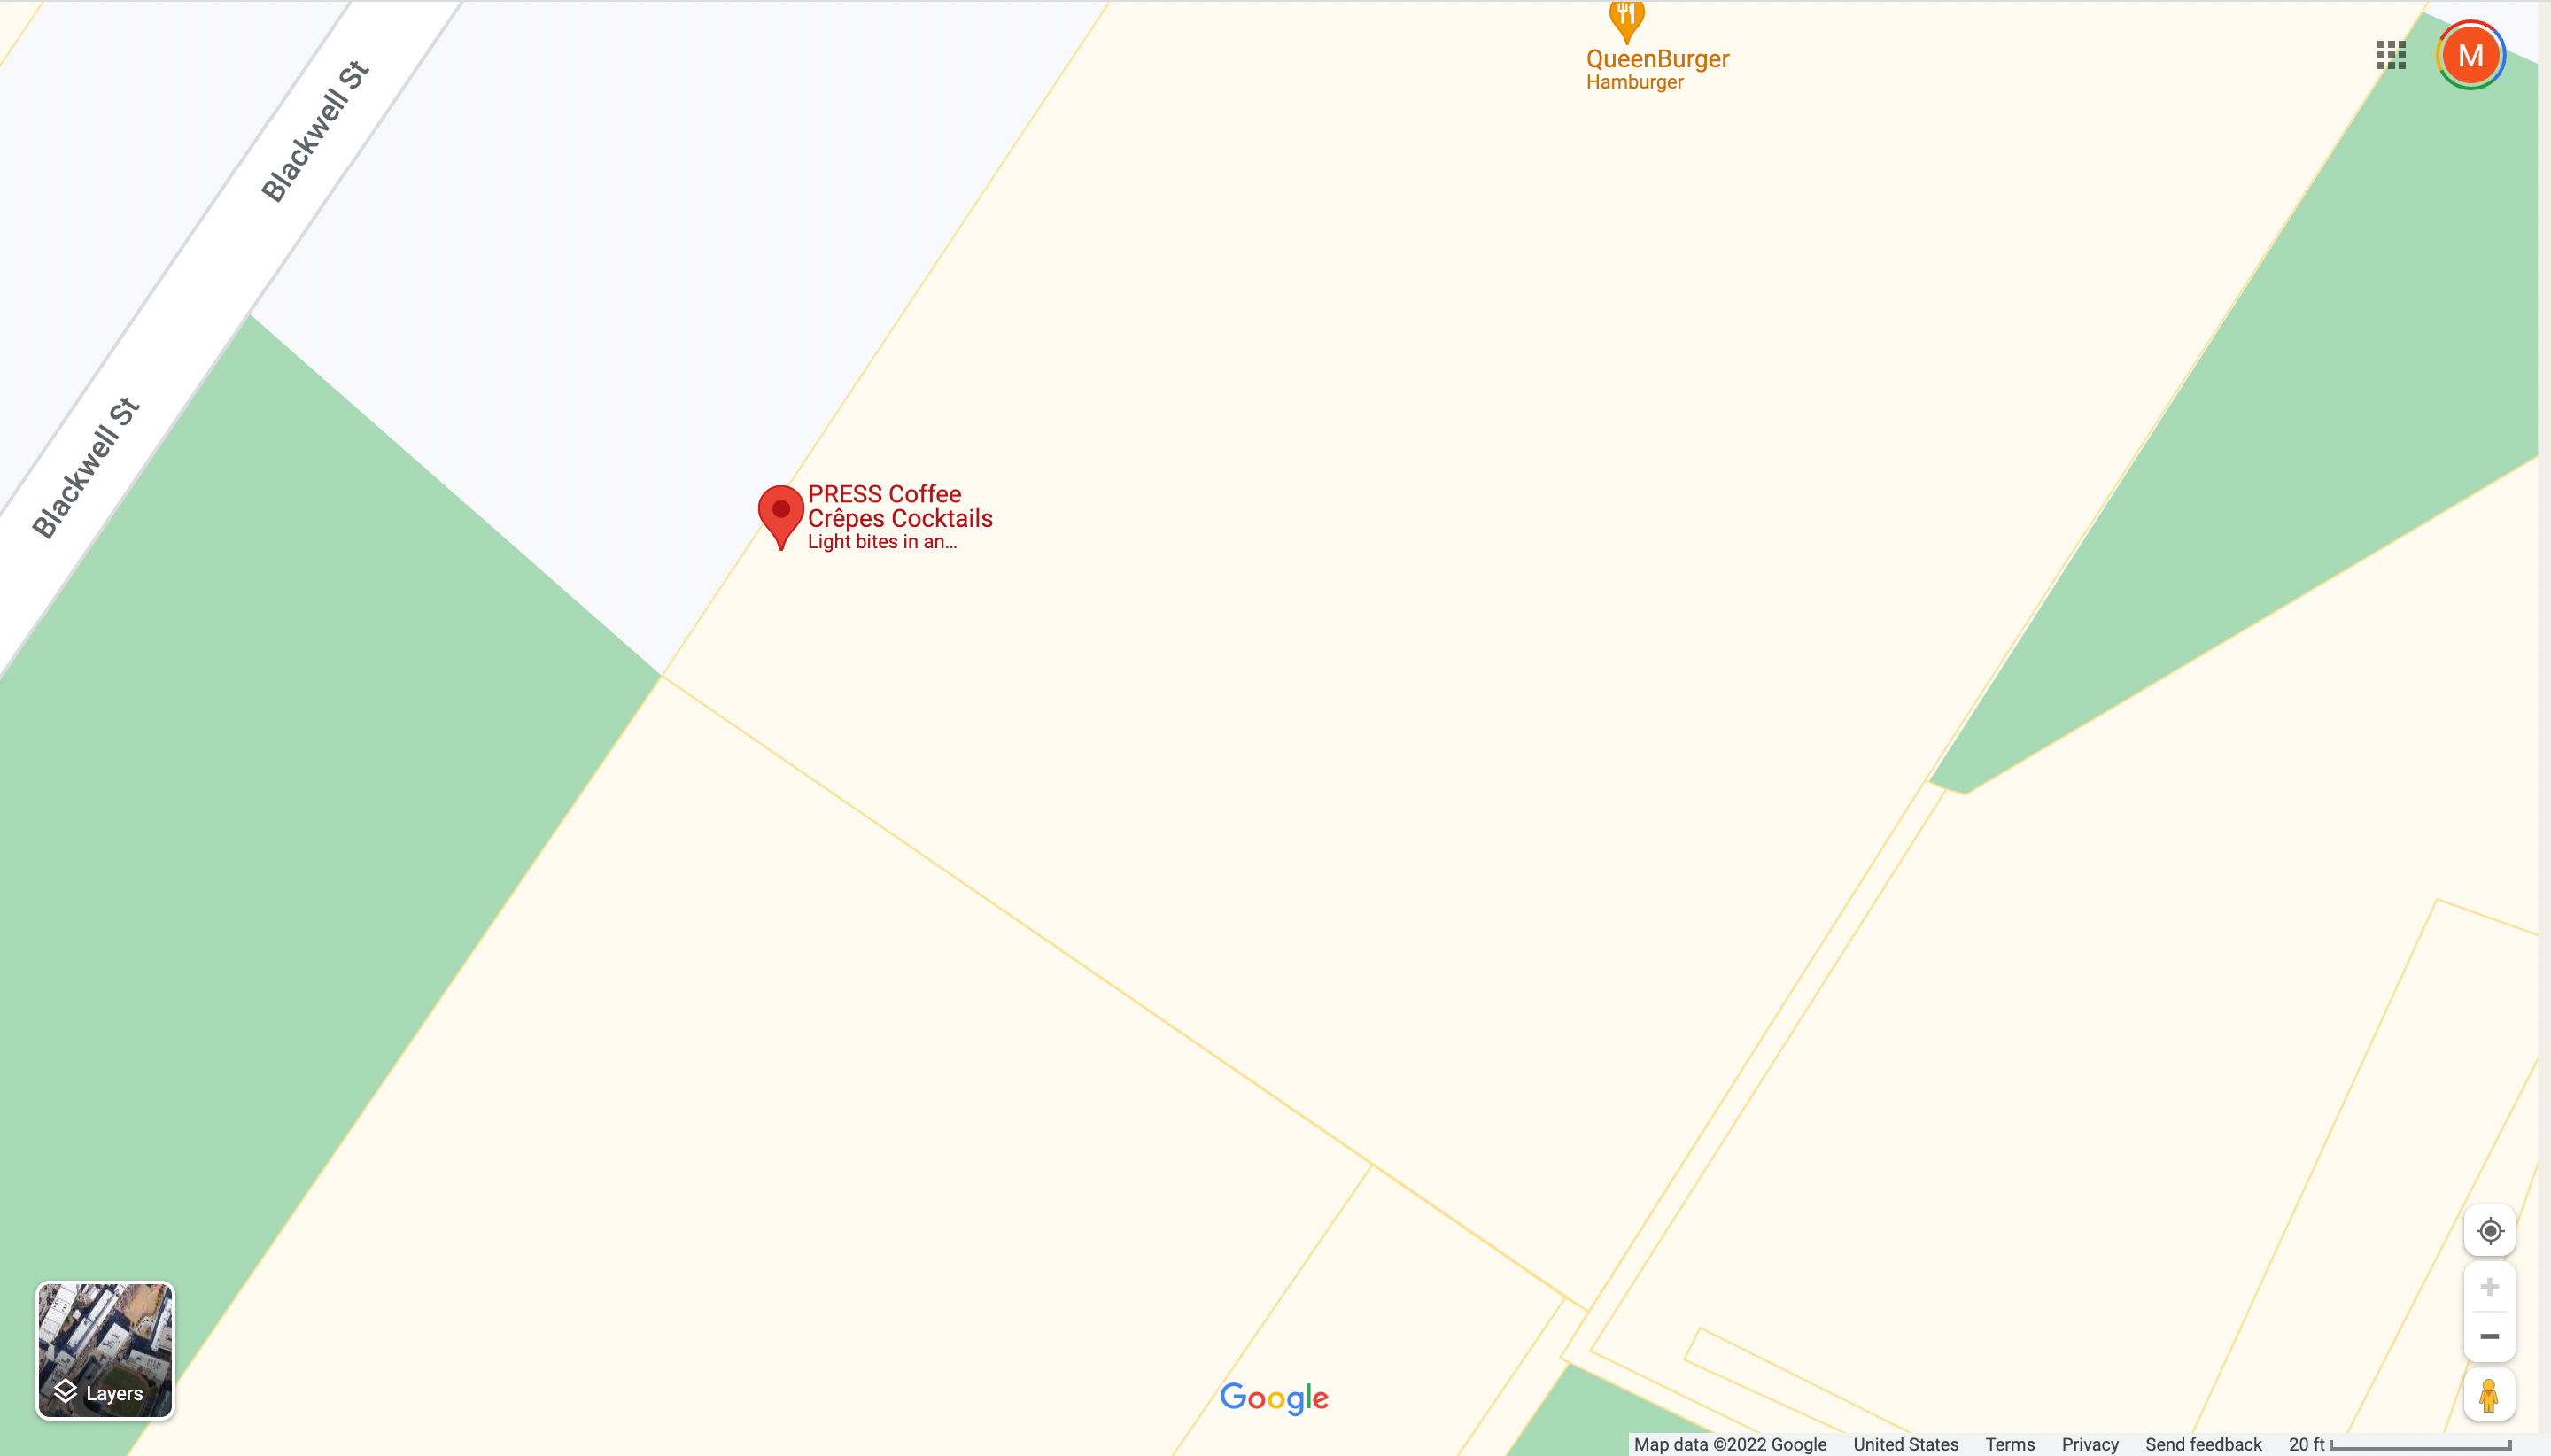 QueenBurger
Hamburger
M
Blackwell St
Blackwell St
PRESS Coffee
Crêpes Cocktails
Light bites in an...
Layers
Google
Map data ©2022 Google United States Terms Privacy Send feedback 20 ft